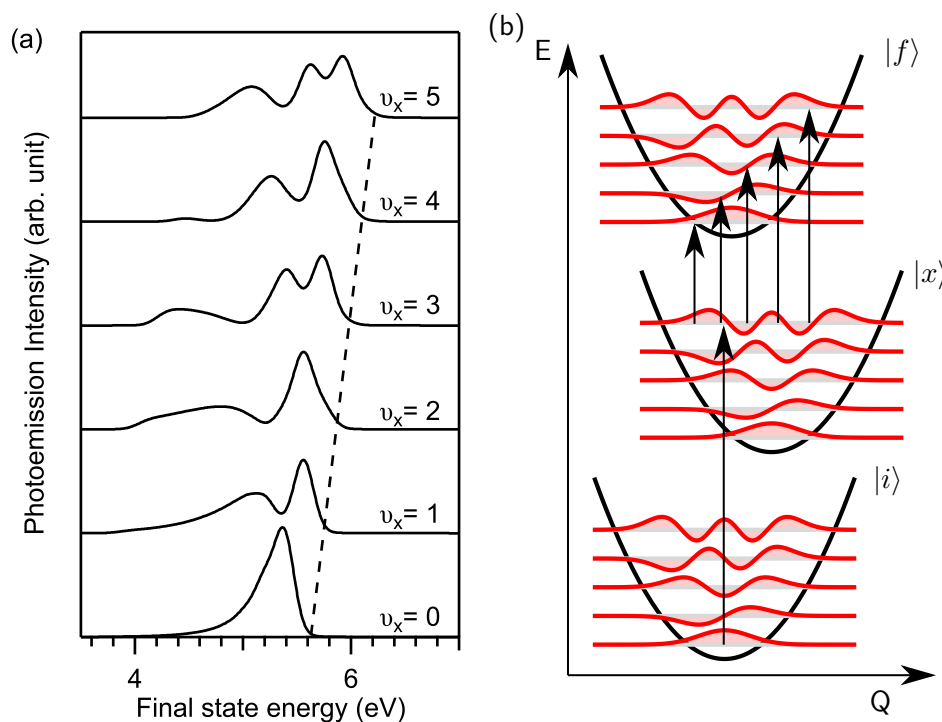 (a)
Photoemission Intensity (arb. unit)
υx= 5
υx= 4
υx= 3
υx= 2
υx= 1
υx= 0
4
6
Final state energy (eV)
(b)
E
|f⟩
|x⟩
|i⟩
Q